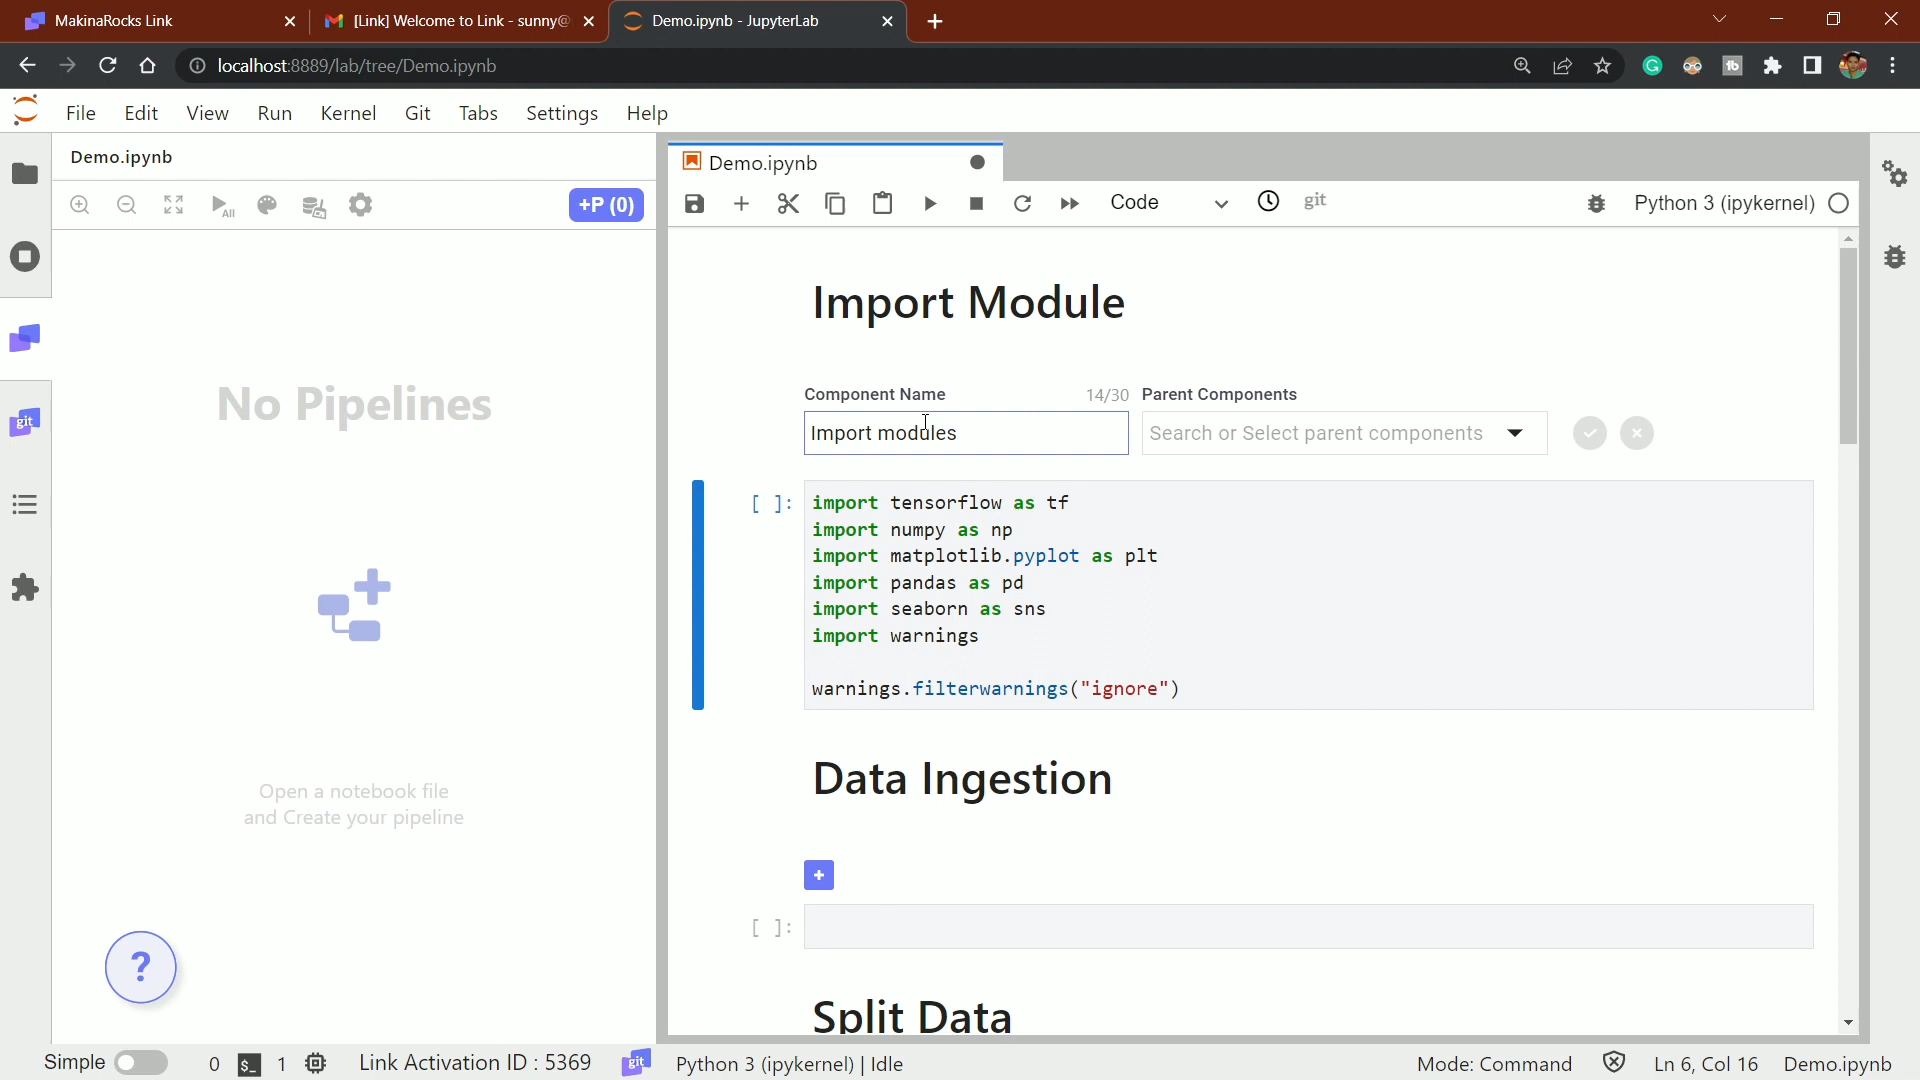 MakinaRocks Link
[Link] Welcome to Link - sunny@
Demo.ipynb - JupyterLab
localhost:8889/lab/tree/Demo.ipynb
File Edit View Run Kernel Git Tabs Settings Help
Demo.ipynb
All
+P (0)
No Pipelines
Open a notebook file
and Create your pipeline
?
git
Demo.ipynb
Code
git
Python 3 (ipykernel)
Import Module
Component Name 14/30 Parent Components
Import modules
Search or Select parent components
[ ]: import tensorflow as tf
import numpy as np
import matplotlib.pyplot as plt
import pandas as pd
import seaborn as sns
import warnings
warnings.filterwarnings("ignore")
Data Ingestion
+
[ ]:
Split Data
Simple 0 $_ 1 Link Activation ID : 5369 git Python 3 (ipykernel) | Idle Mode: Command Ln 6, Col 16 Demo.ipynb